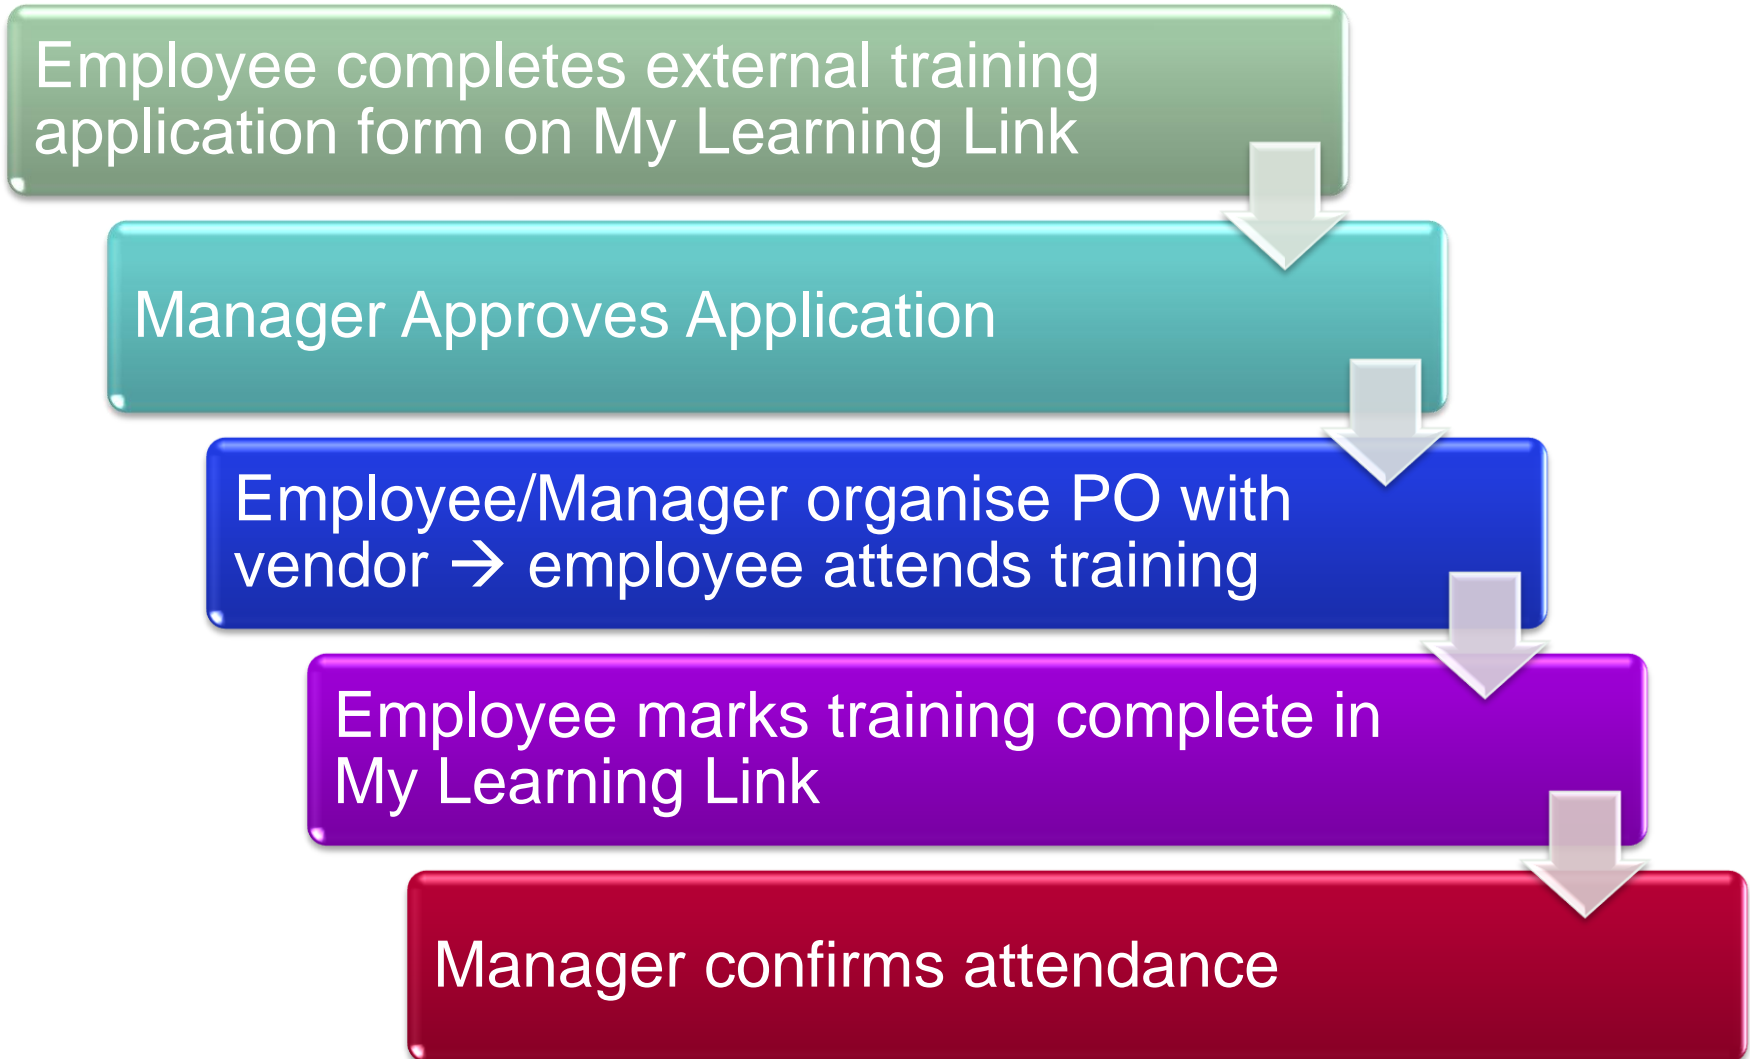 Employee completes external training
application form on My Learning Link
Manager Approves Application
Employee/Manager organise PO with
vendor → employee attends training
Employee marks training complete in
My Learning Link
Manager confirms attendance